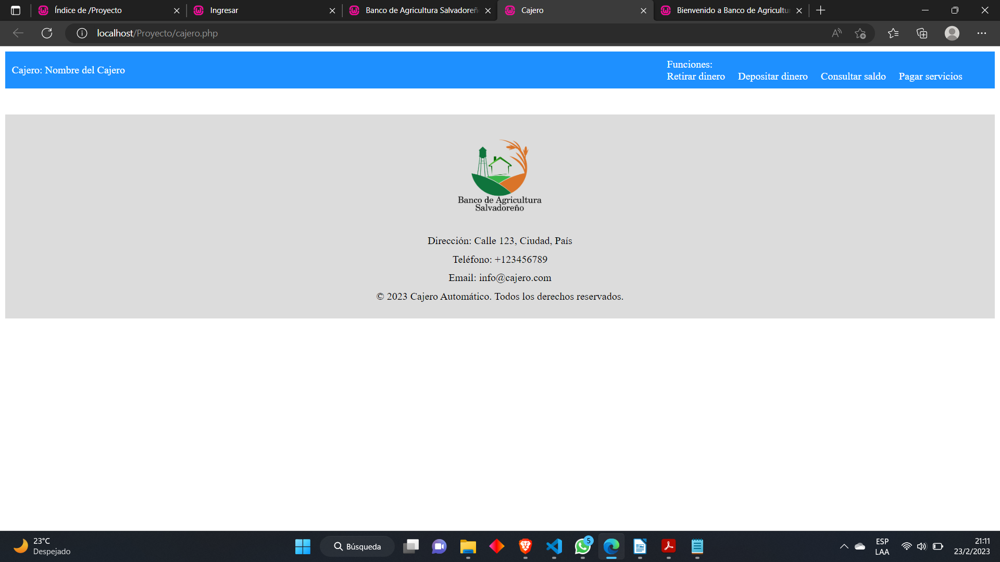 Índice de /Proyecto
Ingresar
Banco de Agricultura Salvadoreñ
Cajero
Bienvenido a Banco de Agricultu
localhost/Proyecto/cajero.php
Cajero: Nombre del Cajero
Funciones:
Retirar dinero Depositar dinero Consultar saldo Pagar servicios
Banco de Agricultura
Salvadoreño
Dirección: Calle 123, Ciudad, País
Teléfono: +123456789
Email: info@cajero.com
© 2023 Cajero Automático. Todos los derechos reservados.
23°C
Despejado
Búsqueda
5
ESP
LAA
21:11
23/2/2023